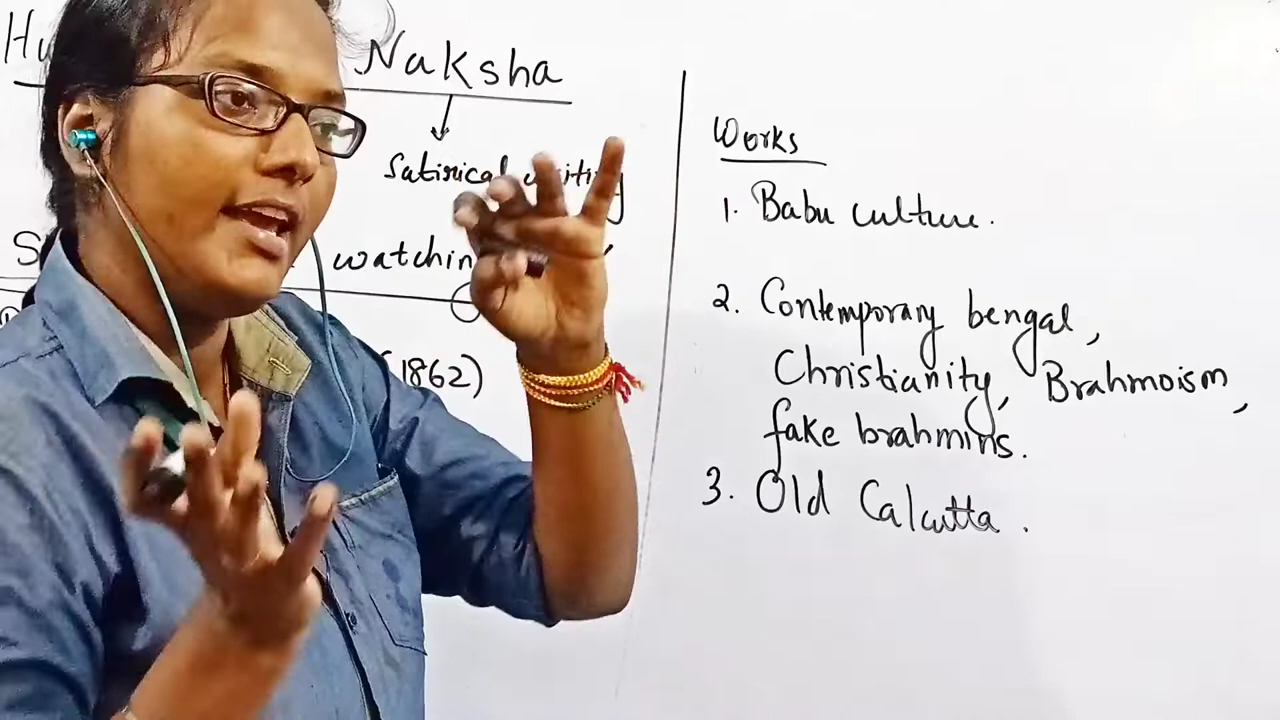 Naksha
Satirical
watchin
(1862)
Works
1. Babu culture.
2. Contemporary bengal,
Christianity, Brahmoism,
fake brahmins.
3. Old Calcutta.